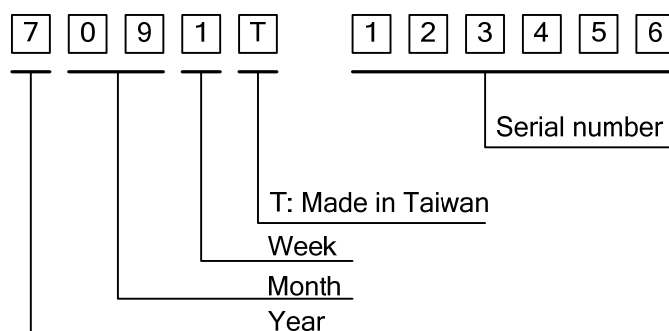 7 0 9 1 T 1 2 3 4 5 6
Serial number
T: Made in Taiwan
Week
Month
Year